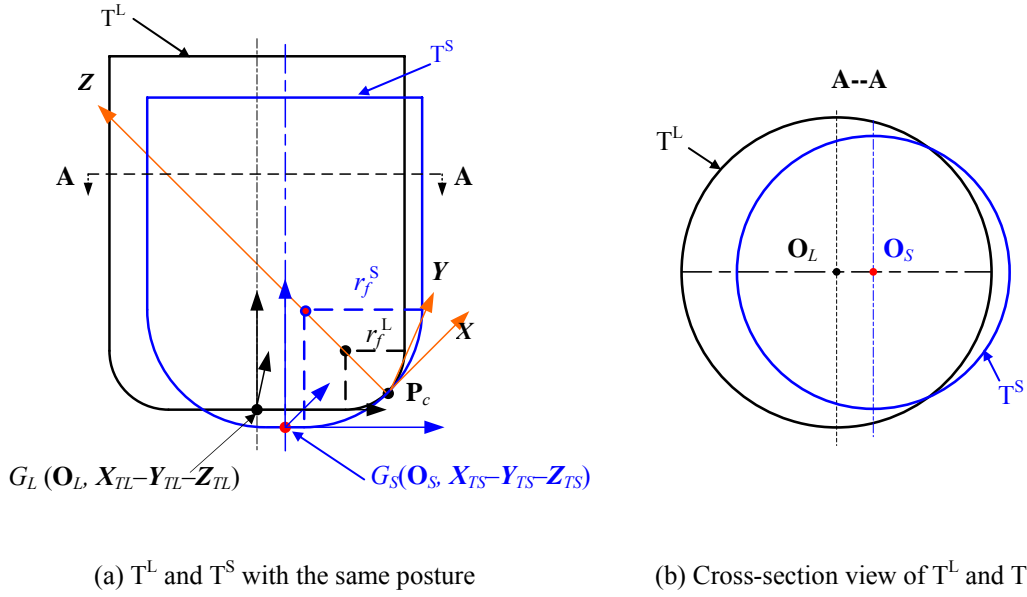 T^L
T^S
Z
A
A
r_f^S
Y
r_f^L
X
P_c
G_L (O_L, X_TL–Y_TL–Z_TL)
G_S(O_S, X_TS–Y_TS–Z_TS)
(a) T^L and T^S with the same posture
A--A
T^L
O_L
O_S
T^S
(b) Cross-section view of T^L and T